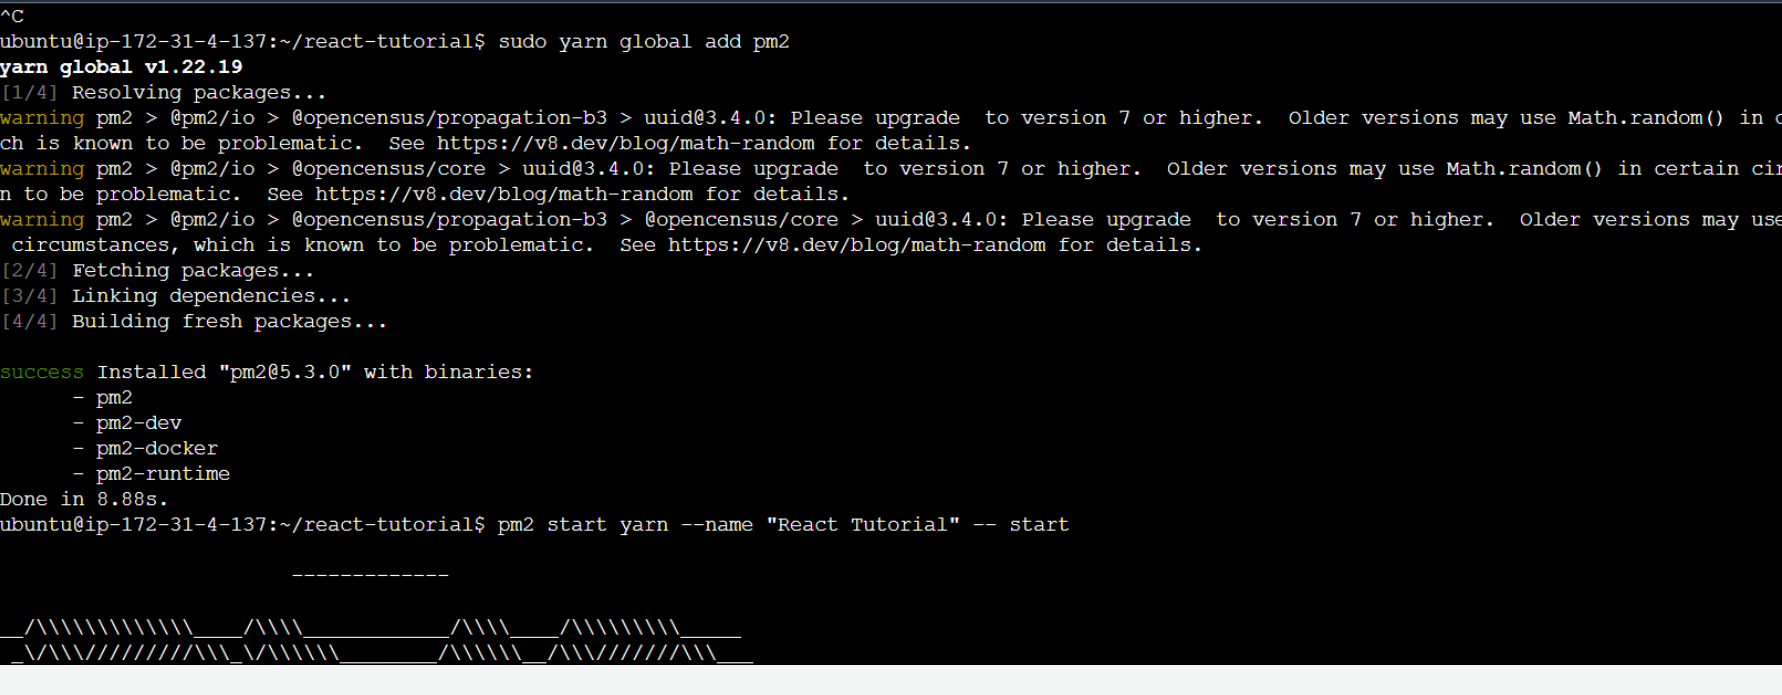 ^C
ubuntu@ip-172-31-4-137:~/react-tutorial$ sudo yarn global add pm2
yarn global v1.22.19
[1/4] Resolving packages...
warning pm2 > @pm2/io > @opencensus/propagation-b3 > uuid@3.4.0: Please upgrade  to version 7 or higher.  Older versions may use Math.random() in c
ch is known to be problematic.  See https://v8.dev/blog/math-random for details.
warning pm2 > @pm2/io > @opencensus/core > uuid@3.4.0: Please upgrade  to version 7 or higher.  Older versions may use Math.random() in certain cir
n to be problematic.  See https://v8.dev/blog/math-random for details.
warning pm2 > @pm2/io > @opencensus/propagation-b3 > @opencensus/core > uuid@3.4.0: Please upgrade  to version 7 or higher.  Older versions may use
 circumstances, which is known to be problematic.  See https://v8.dev/blog/math-random for details.
[2/4] Fetching packages...
[3/4] Linking dependencies...
[4/4] Building fresh packages...
success Installed "pm2@5.3.0" with binaries:
      - pm2
      - pm2-dev
      - pm2-docker
      - pm2-runtime
Done in 8.88s.
ubuntu@ip-172-31-4-137:~/react-tutorial$ pm2 start yarn --name "React Tutorial" -- start
                        -------------
__/\\\\\\\\\\\\\____/\\\\____________/\\\\____/\\\\\\\\\_____
 _\/\\\/////////\\\_\/\\\\\\________/\\\\\\__/\\\///////\\\___